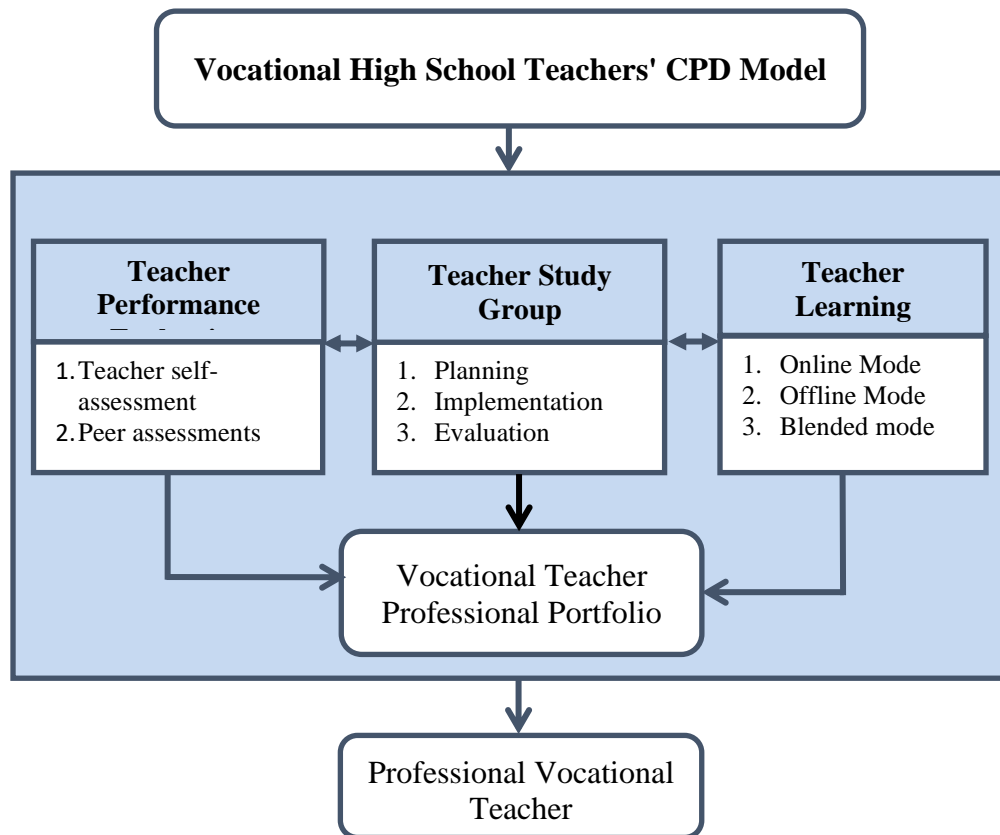 Vocational High School Teachers' CPD Model
Teacher
Performance
1. Teacher self-
assessment
2. Peer assessments
Teacher Study
Group
1. Planning
2. Implementation
3. Evaluation
Teacher
Learning
1. Online Mode
2. Offline Mode
3. Blended mode
Vocational Teacher
Professional Portfolio
Professional Vocational
Teacher